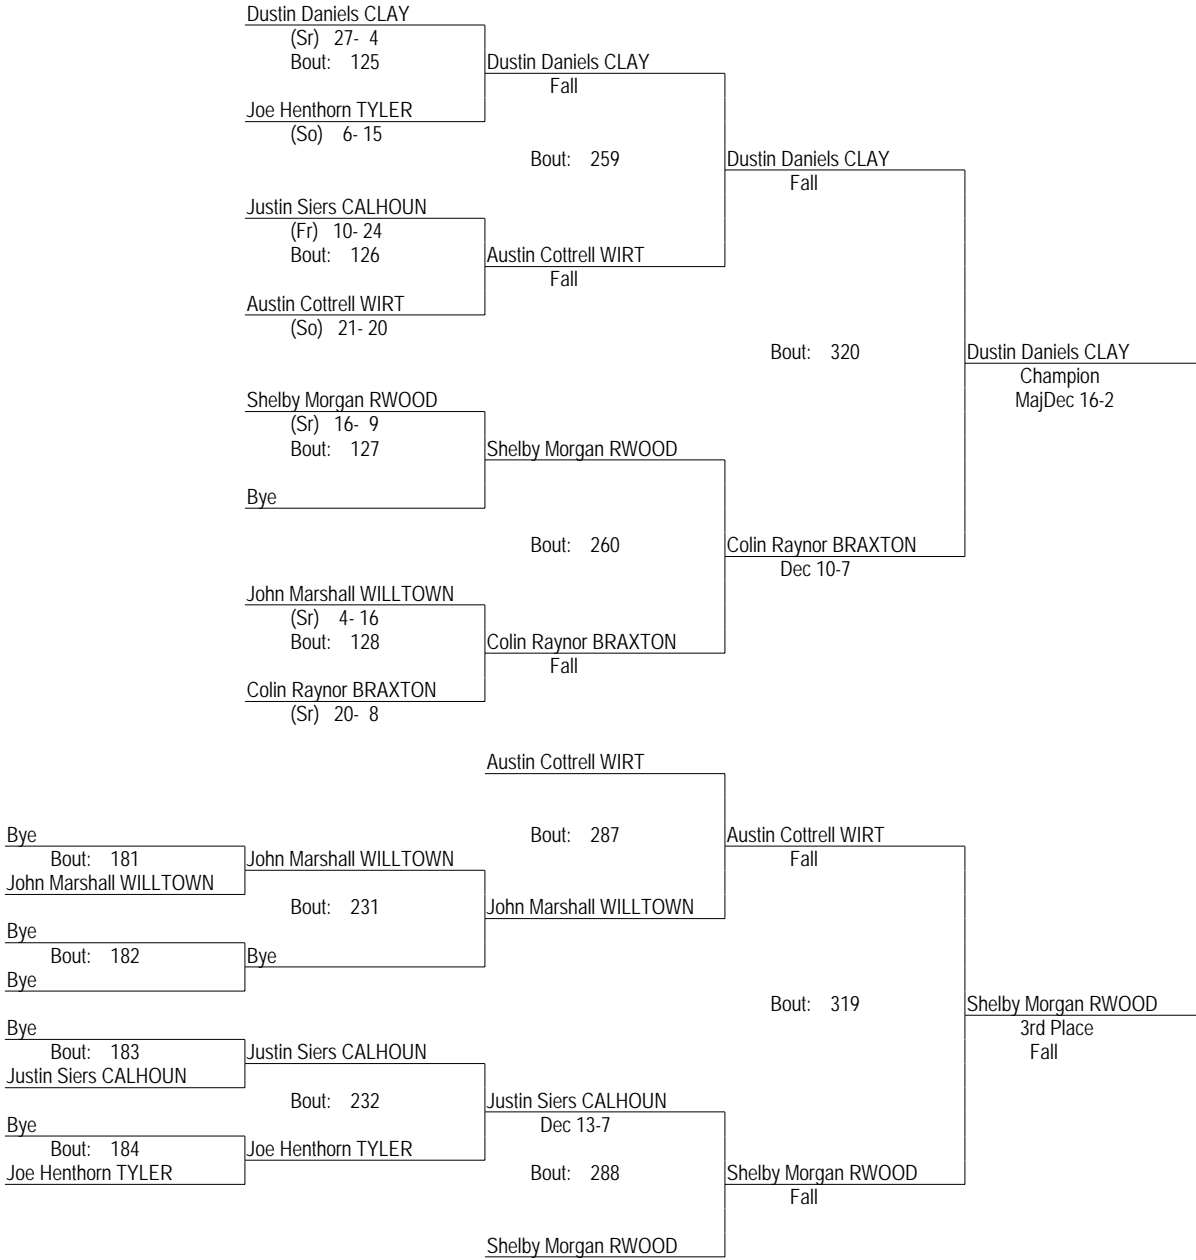 Dustin Daniels CLAY
(Sr) 27- 4
Bout: 125
Dustin Daniels CLAY
Fall
Joe Henthorn TYLER
(So) 6- 15
Bout: 259
Dustin Daniels CLAY
Fall
Justin Siers CALHOUN
(Fr) 10- 24
Bout: 126
Austin Cottrell WIRT
Fall
Austin Cottrell WIRT
(So) 21- 20
Bout: 320
Dustin Daniels CLAY
Champion
MajDec 16-2
Shelby Morgan RWOOD
(Sr) 16- 9
Bout: 127
Shelby Morgan RWOOD
Bye
Bout: 260
Colin Raynor BRAXTON
Dec 10-7
John Marshall WILLTOWN
(Sr) 4- 16
Bout: 128
Colin Raynor BRAXTON
Fall
Colin Raynor BRAXTON
(Sr) 20- 8
Austin Cottrell WIRT
Bout: 287
Austin Cottrell WIRT
Fall
Bye
Bout: 181
John Marshall WILLTOWN
John Marshall WILLTOWN
Bout: 231
John Marshall WILLTOWN
Bye
Bout: 182
Bye
Bye
Bout: 319
Shelby Morgan RWOOD
3rd Place
Fall
Bye
Bout: 183
Justin Siers CALHOUN
Justin Siers CALHOUN
Bout: 232
Justin Siers CALHOUN
Dec 13-7
Bye
Bout: 184
Joe Henthorn TYLER
Joe Henthorn TYLER
Bout: 288
Shelby Morgan RWOOD
Fall
Shelby Morgan RWOOD